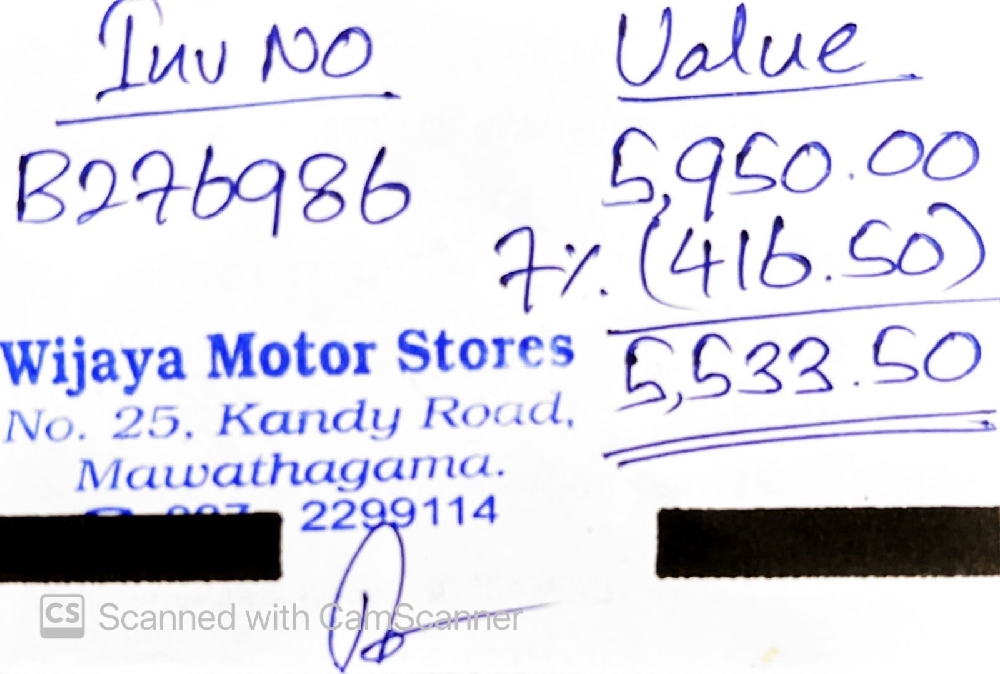 Inv NO Value
B276986 5,950.00
7%. (416.50)
5,533.50
Wijaya Motor Stores
No. 25, Kandy Road,
Mawathagama.
2299114
CS Scanned with CamScanner